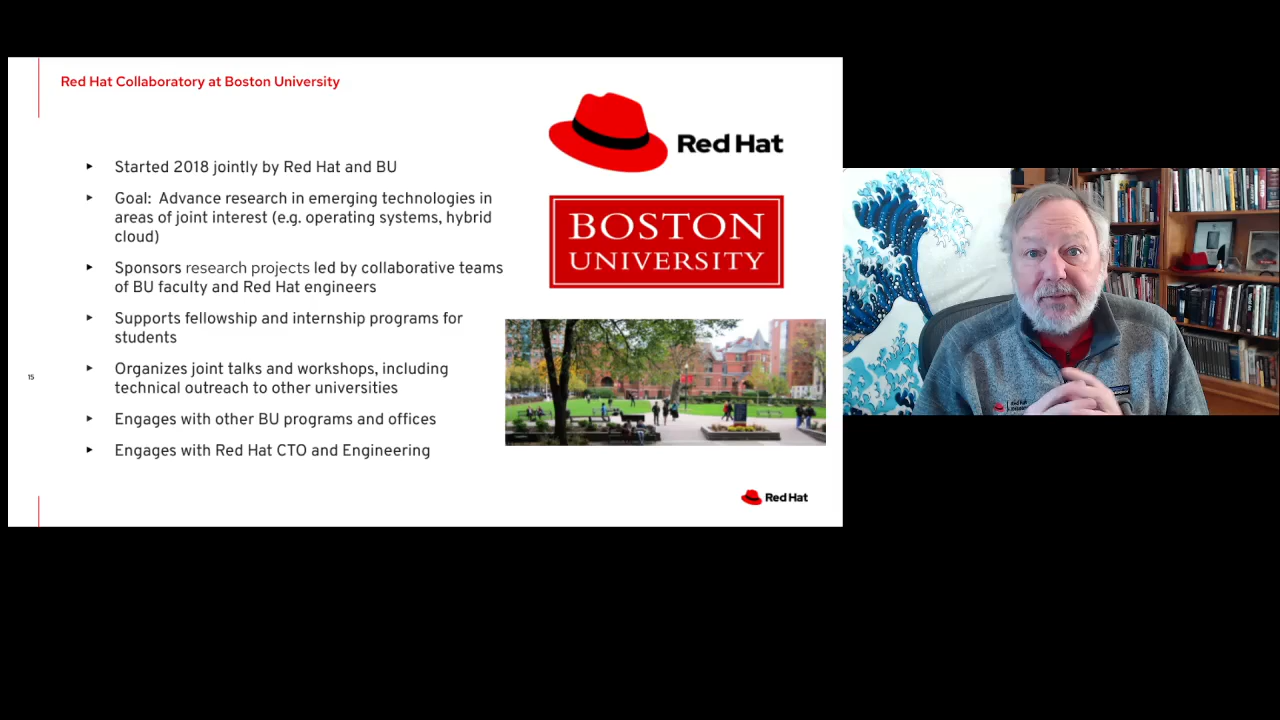 Red Hat Collaboratory at Boston University
▸ Started 2018 jointly by Red Hat and BU
▸ Goal:  Advance research in emerging technologies in
areas of joint interest (e.g. operating systems, hybrid
cloud)
▸ Sponsors research projects led by collaborative teams
of BU faculty and Red Hat engineers
▸ Supports fellowship and internship programs for
students
▸ Organizes joint talks and workshops, including
technical outreach to other universities
▸ Engages with other BU programs and offices
▸ Engages with Red Hat CTO and Engineering
15
Red Hat
BOSTON
UNIVERSITY
Red Hat
Red Hat